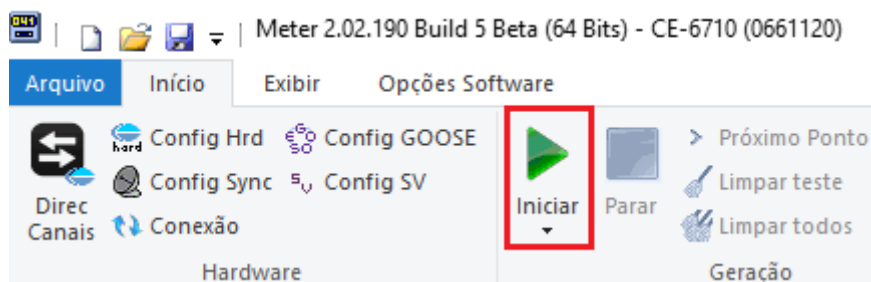 Meter 2.02.190 Build 5 Beta (64 Bits) - CE-6710 (0661120)
Arquivo Início Exibir Opções Software
Direc Canais
hard Config Hrd
Config Sync
Conexão
GOOSE Config GOOSE
SV Config SV
Hardware
Iniciar
Parar
Próximo Ponto
Limpar teste
Limpar todos
Geração